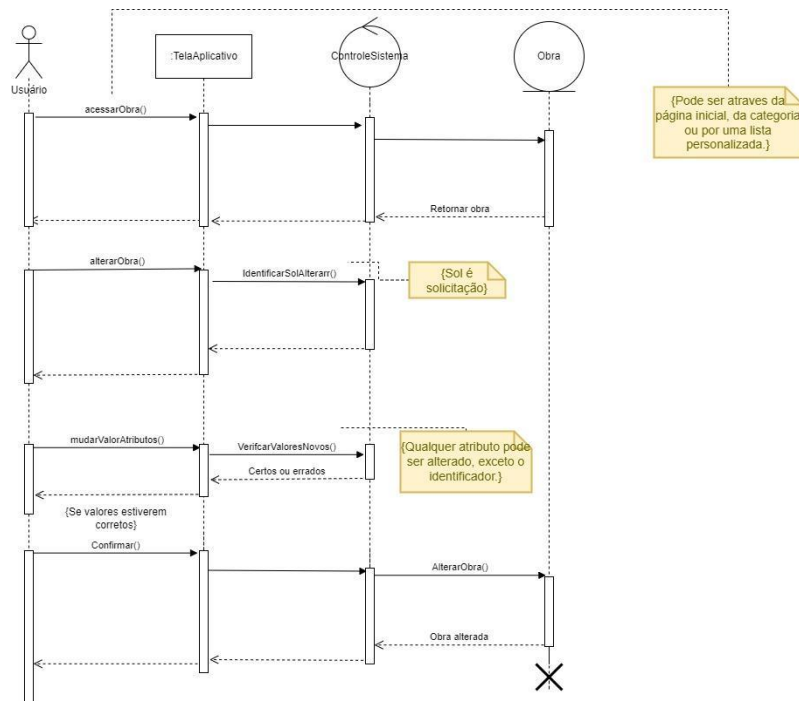 Usuário
:TelaAplicativo
ControleSistema
Obra
{Pode ser atraves da
página inicial, da categoria
ou por uma lista
personalizada.}
acessarObra()
Retornar obra
alterarObra()
IdentificarSolAlterarr()
{Sol é
solicitação}
mudarValorAtributos()
VerifcarValoresNovos()
Certos ou errados
{Qualquer atributo pode
ser alterado, exceto o
identificador.}
{Se valores estiverem
corretos}
Confirmar()
AlterarObra()
Obra alterada